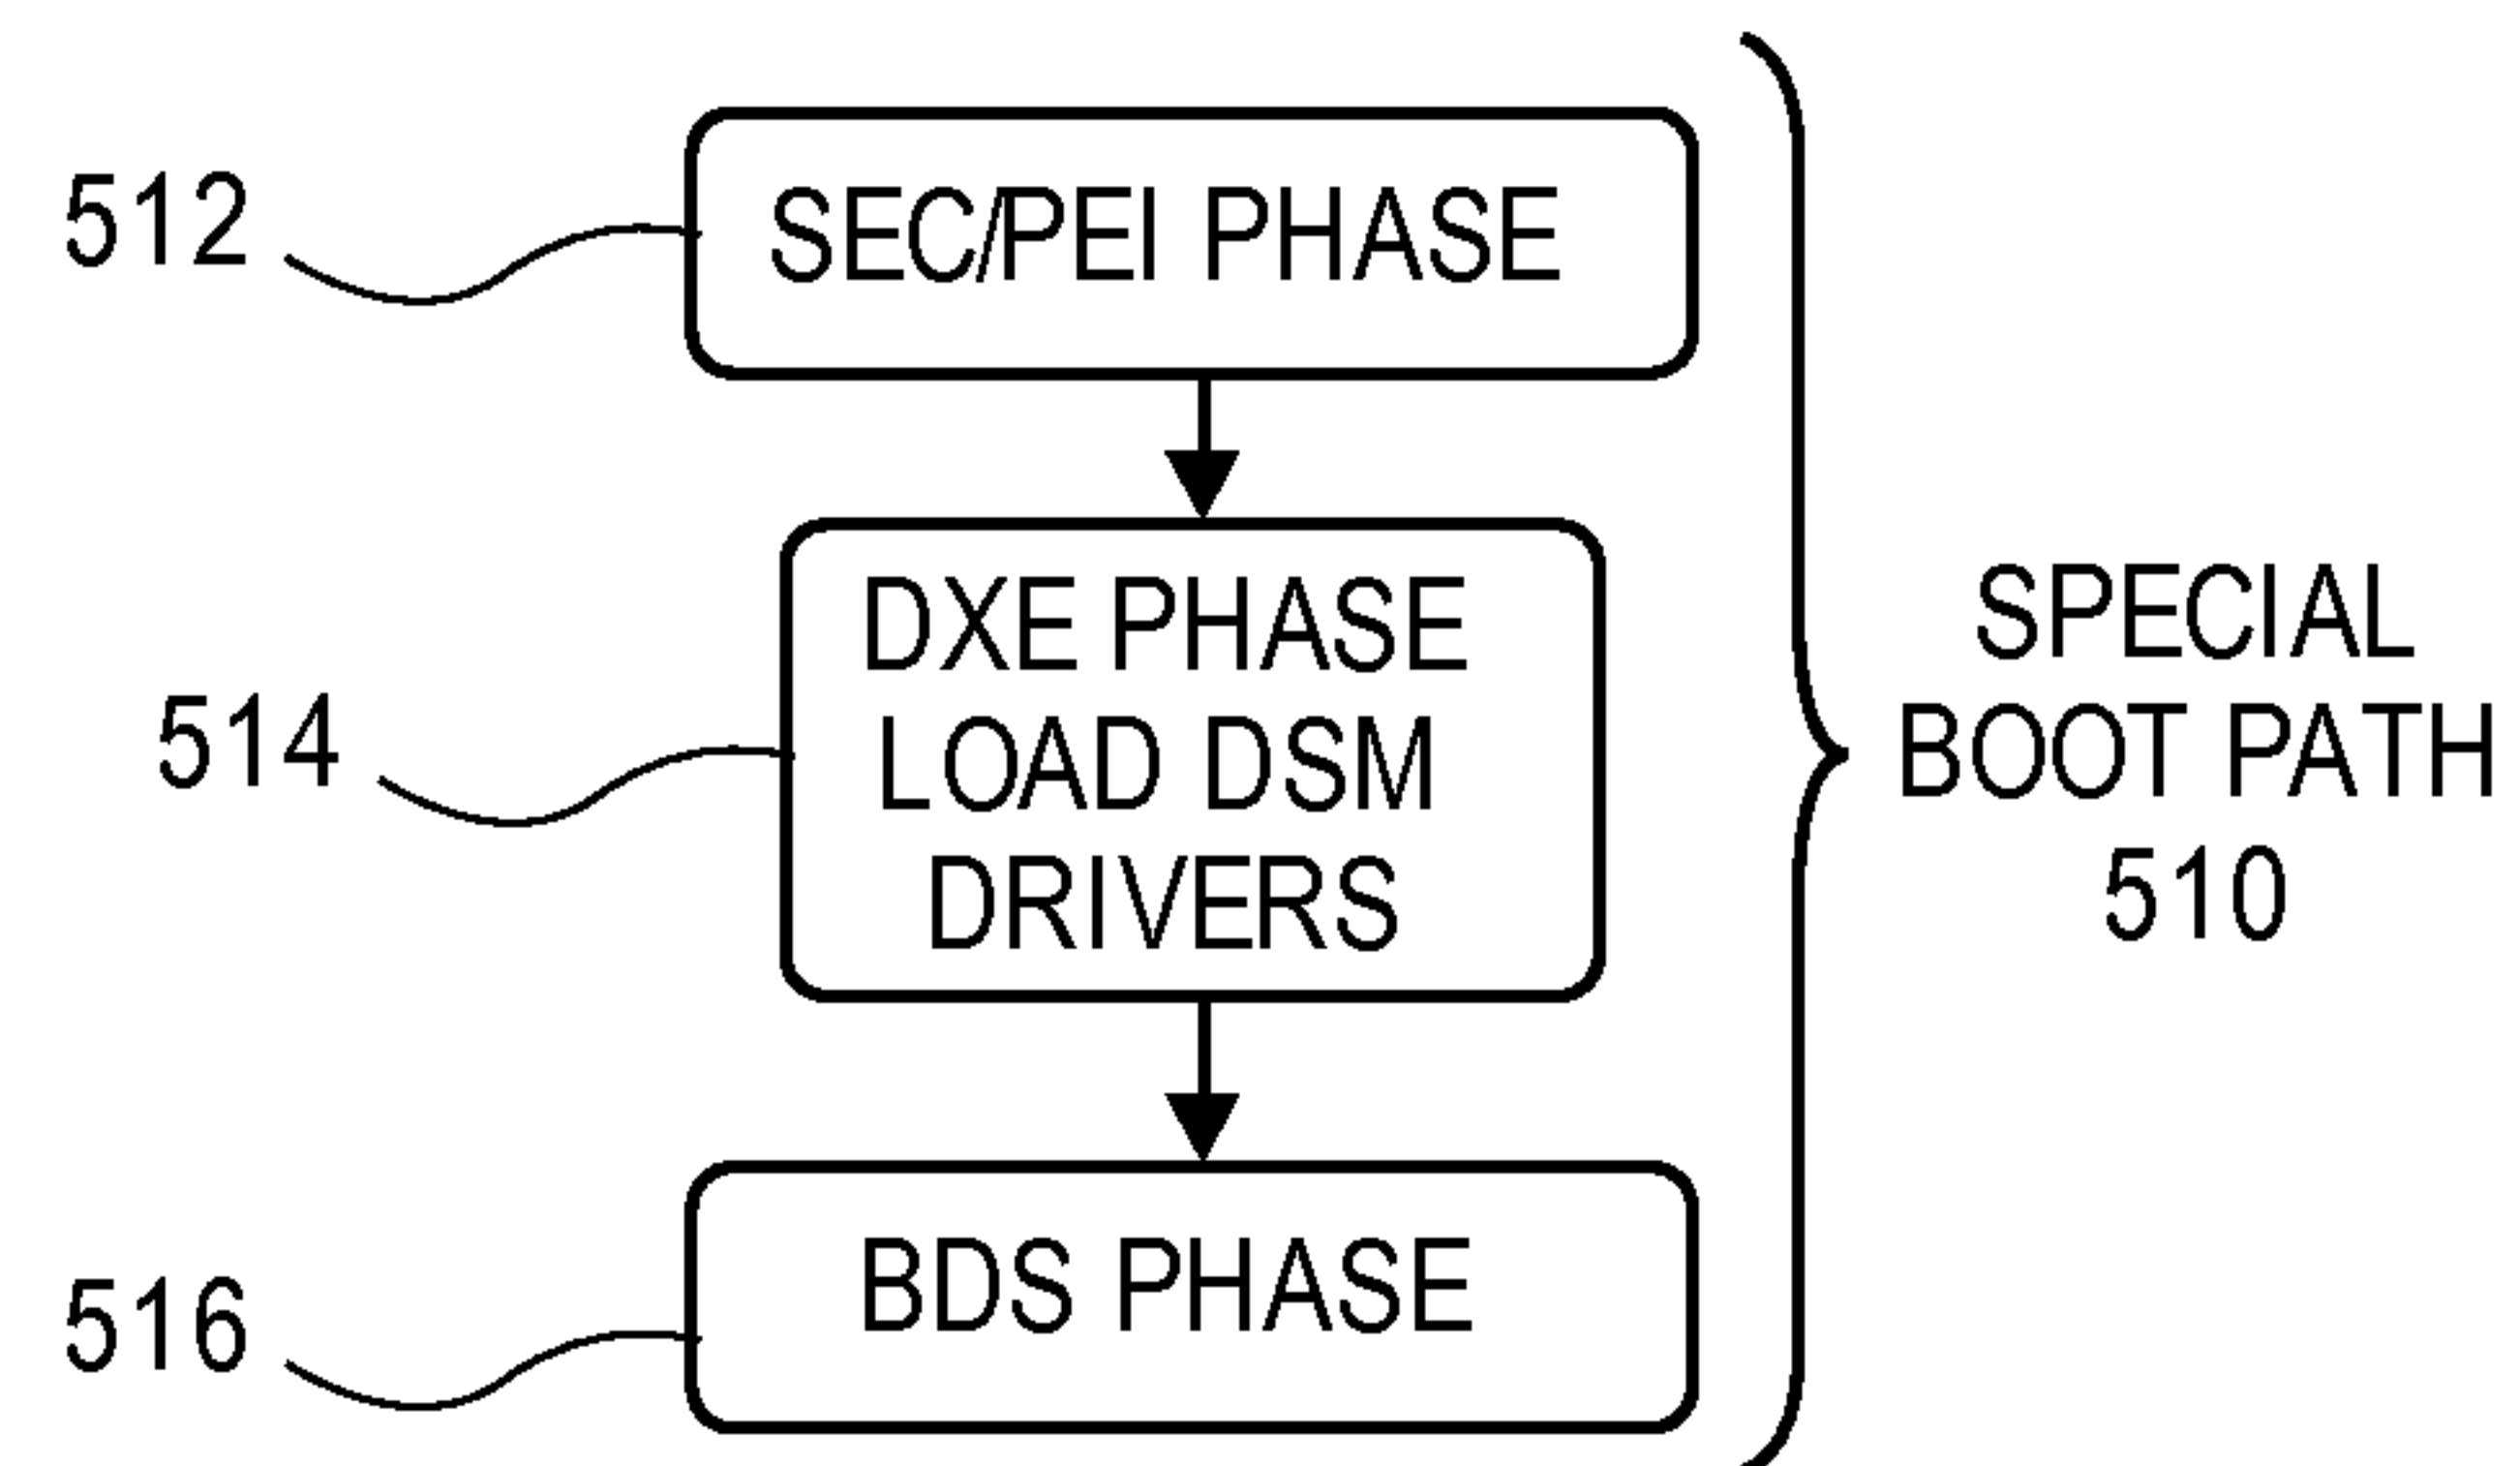 512
SEC/PEI PHASE
514
DXE PHASE
LOAD DSM
DRIVERS
516
BDS PHASE
SPECIAL
BOOT PATH
510